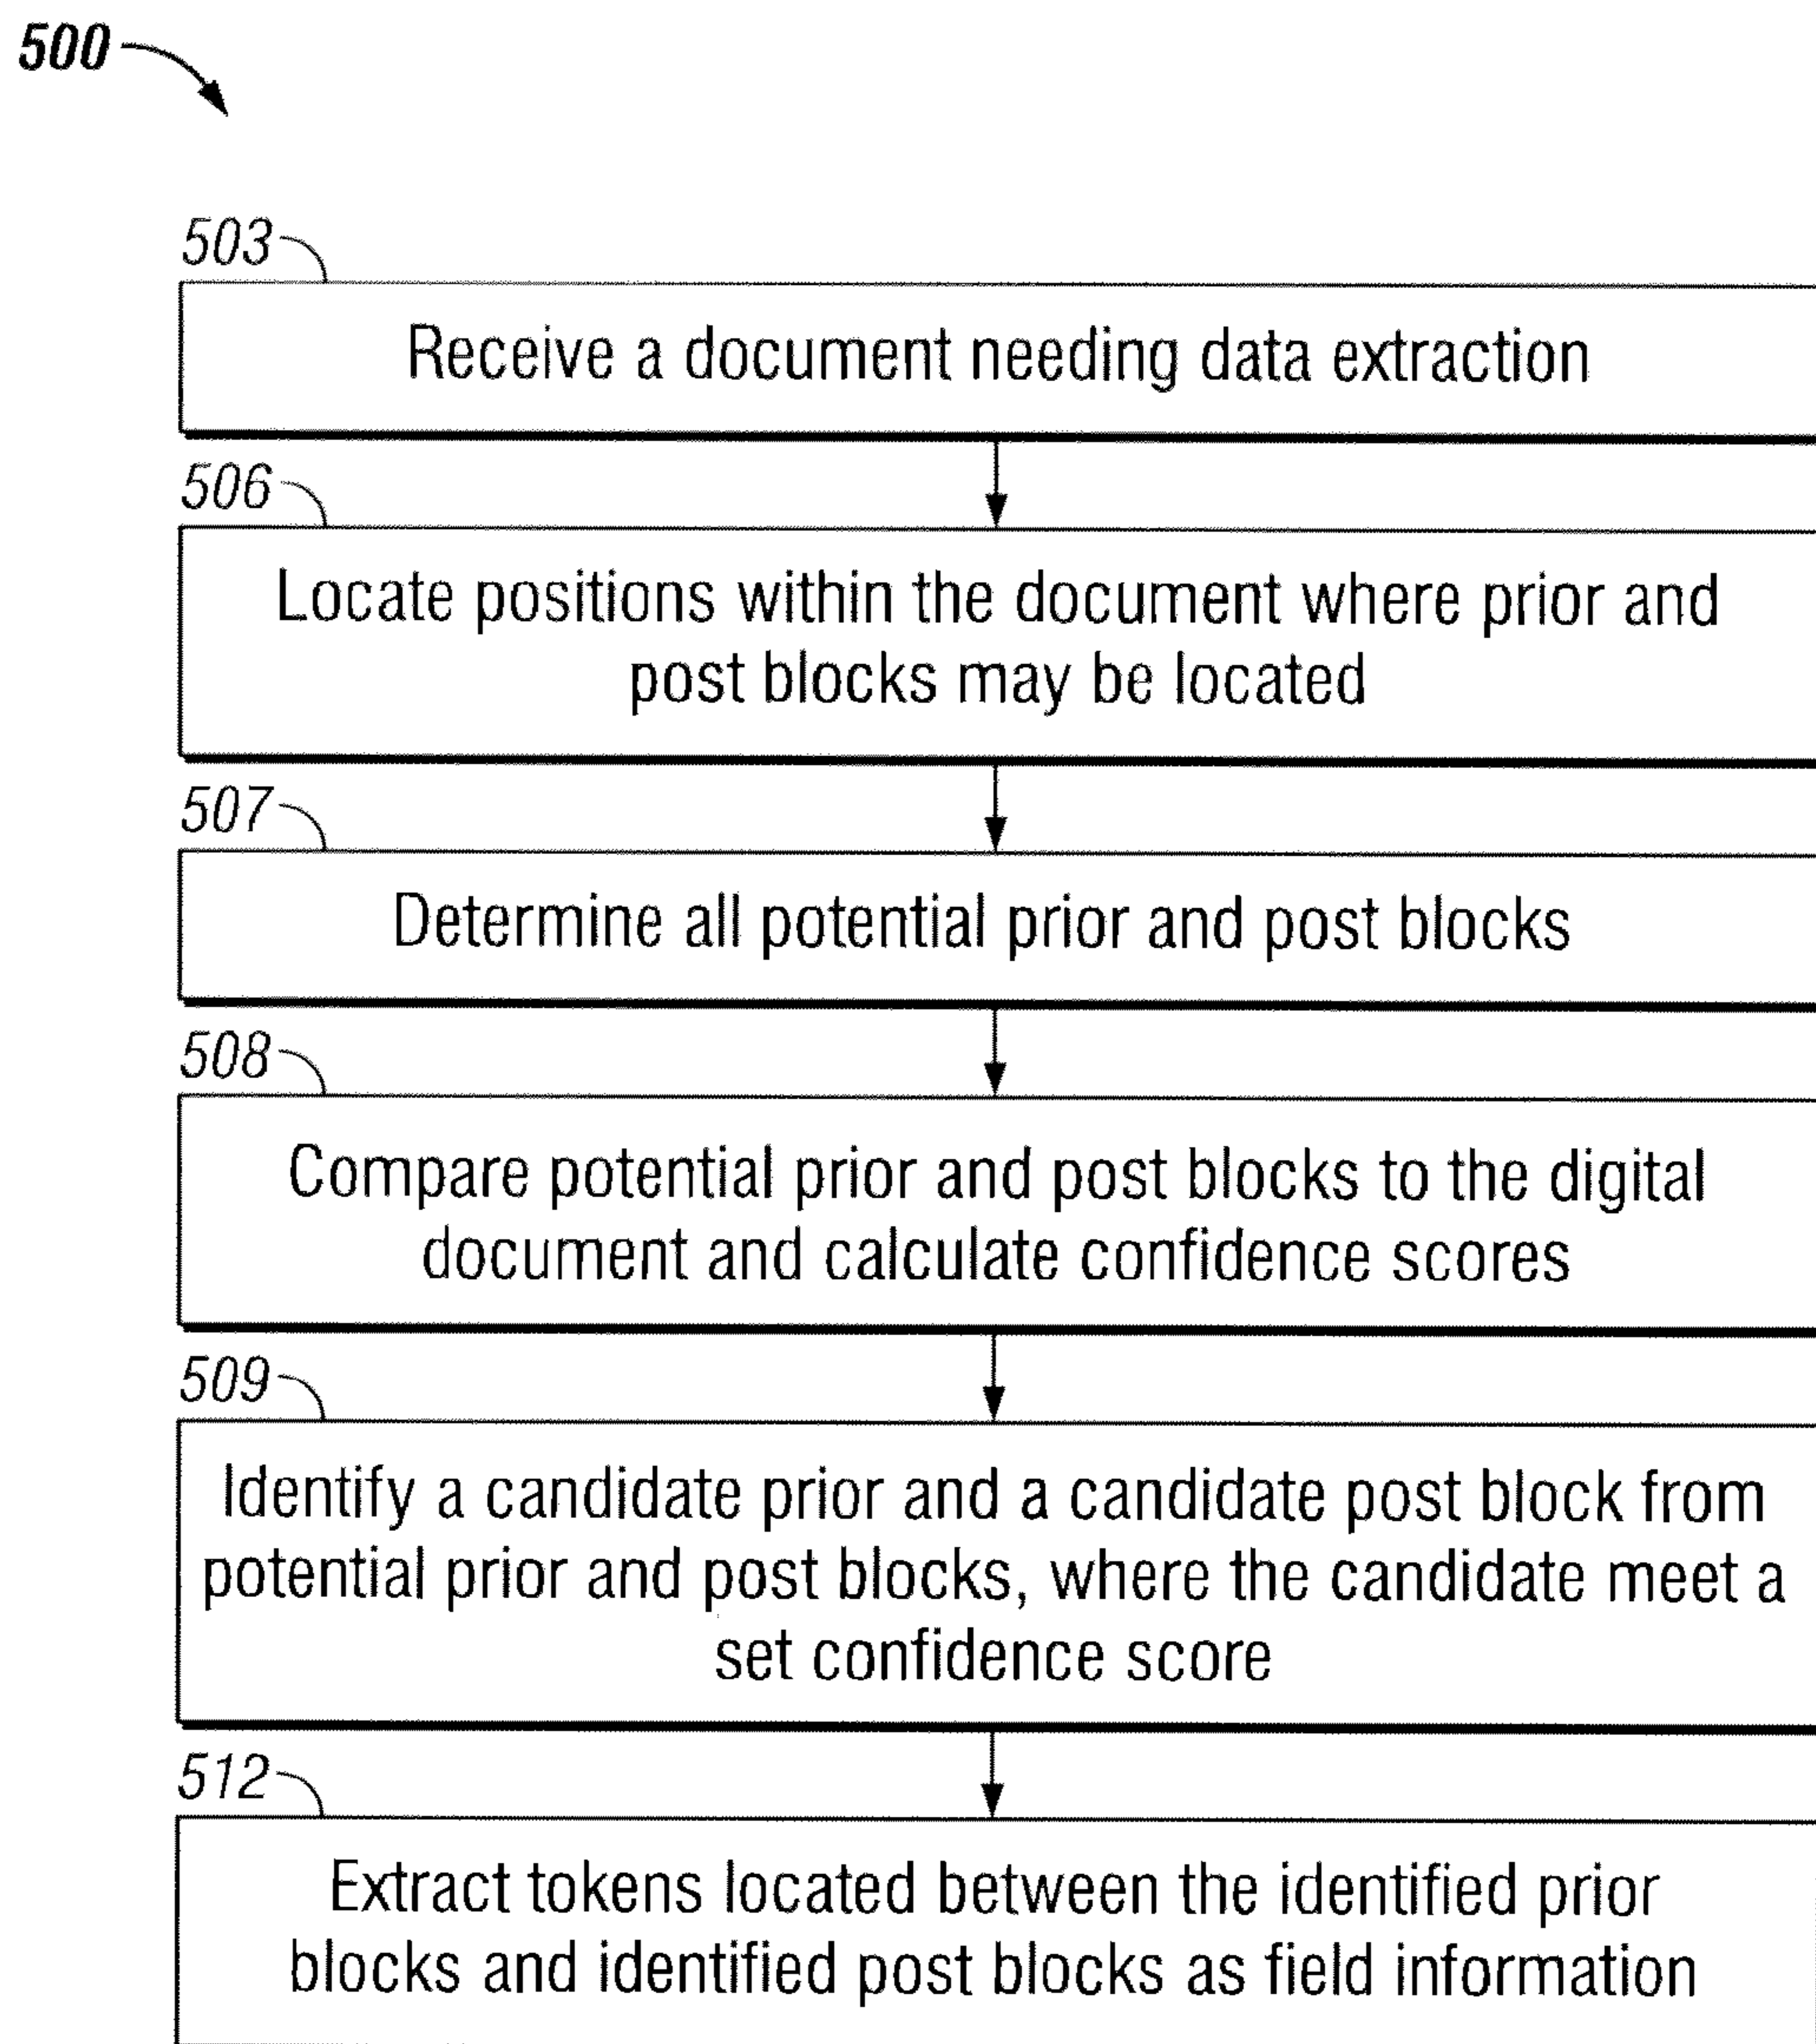 500
503
Receive a document needing data extraction
506
Locate positions within the document where prior and
post blocks may be located
507
Determine all potential prior and post blocks
508
Compare potential prior and post blocks to the digital
document and calculate confidence scores
509
Identify a candidate prior and a candidate post block from
potential prior and post blocks, where the candidate meet a
set confidence score
512
Extract tokens located between the identified prior
blocks and identified post blocks as field information